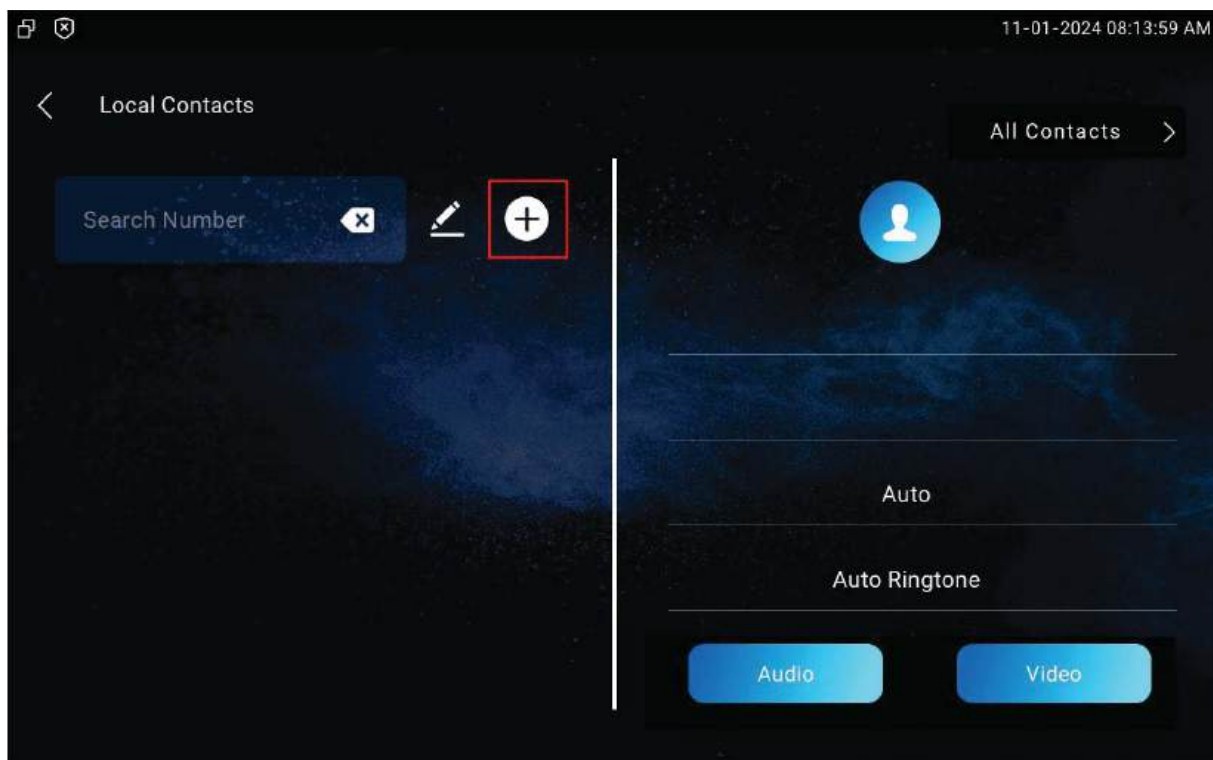 11-01-2024 08:13:59 AM
Local Contacts
All Contacts
Search Number
Auto
Auto Ringtone
Audio
Video